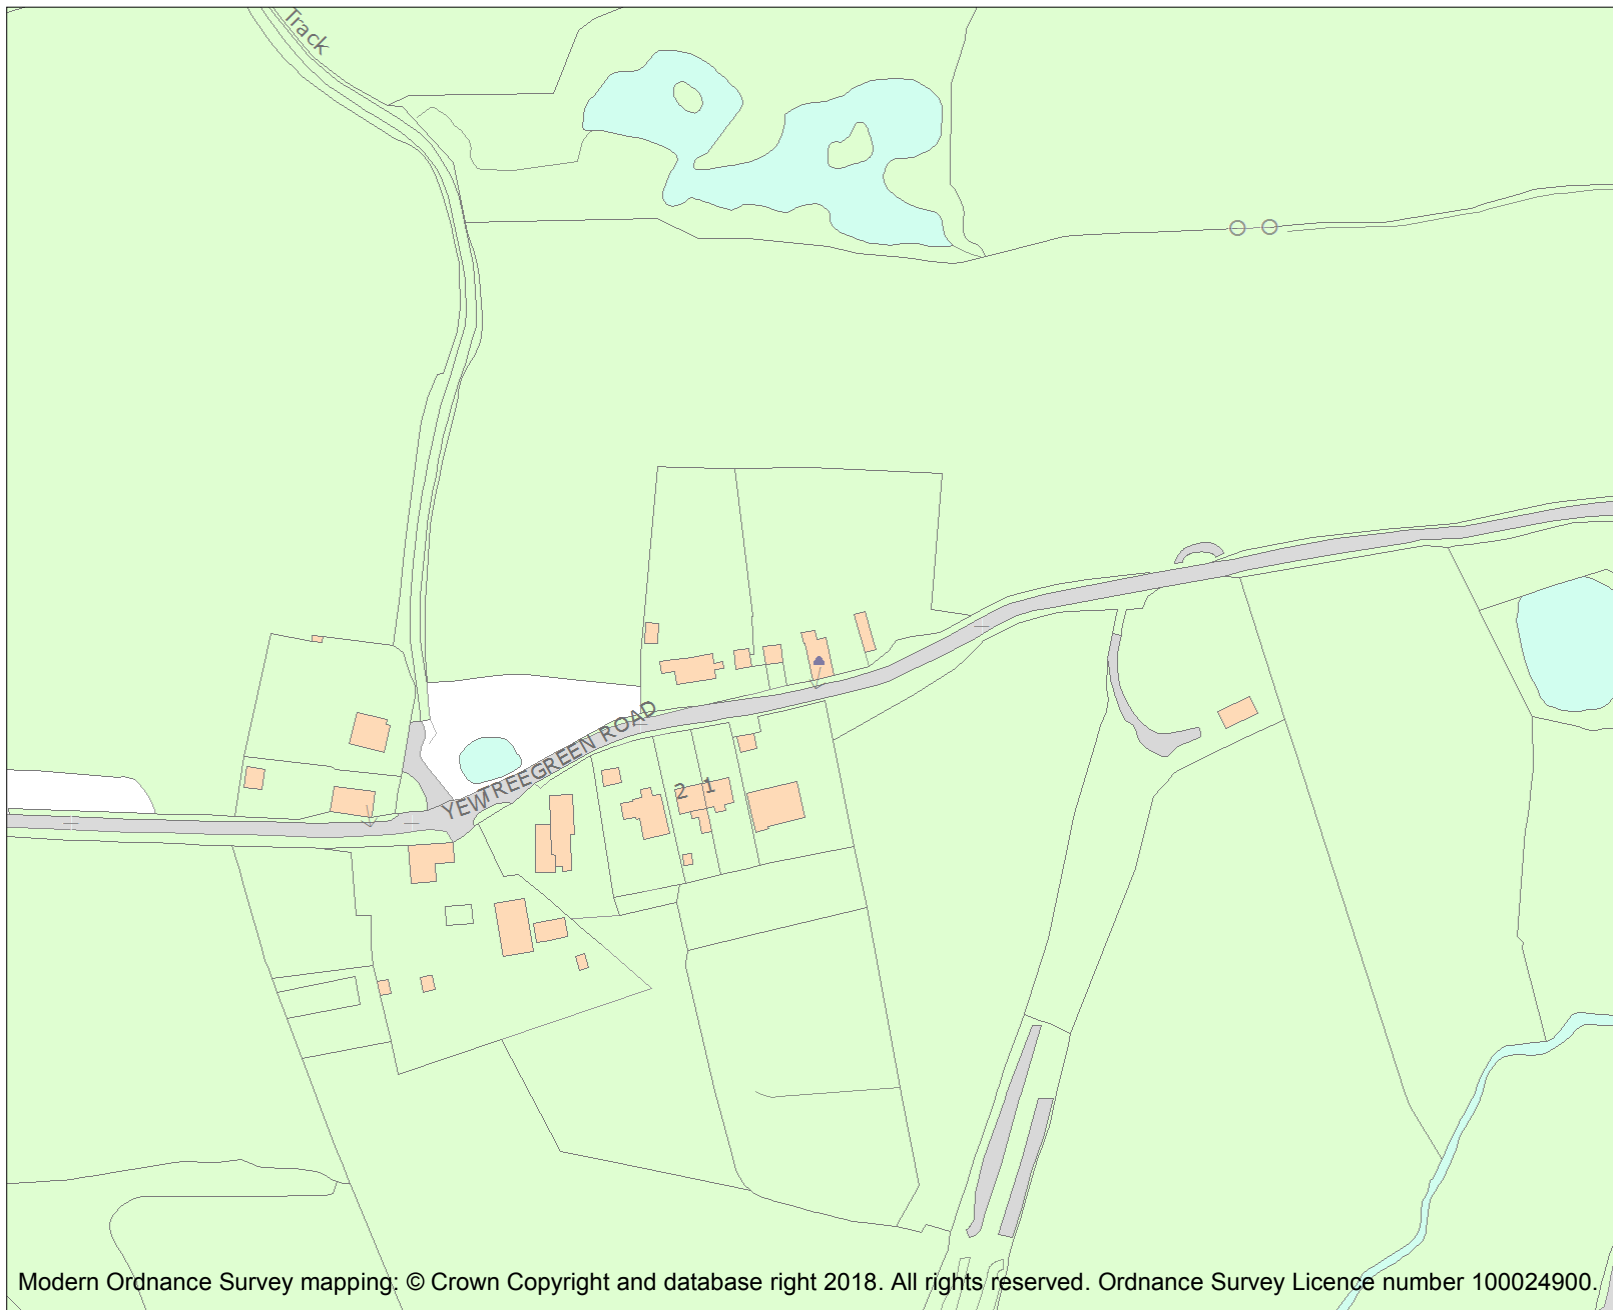 Track
YEWTREEGREEN ROAD
2 1
Modern Ordnance Survey mapping: © Crown Copyright and database right 2018. All rights reserved. Ordnance Survey Licence number 100024900.